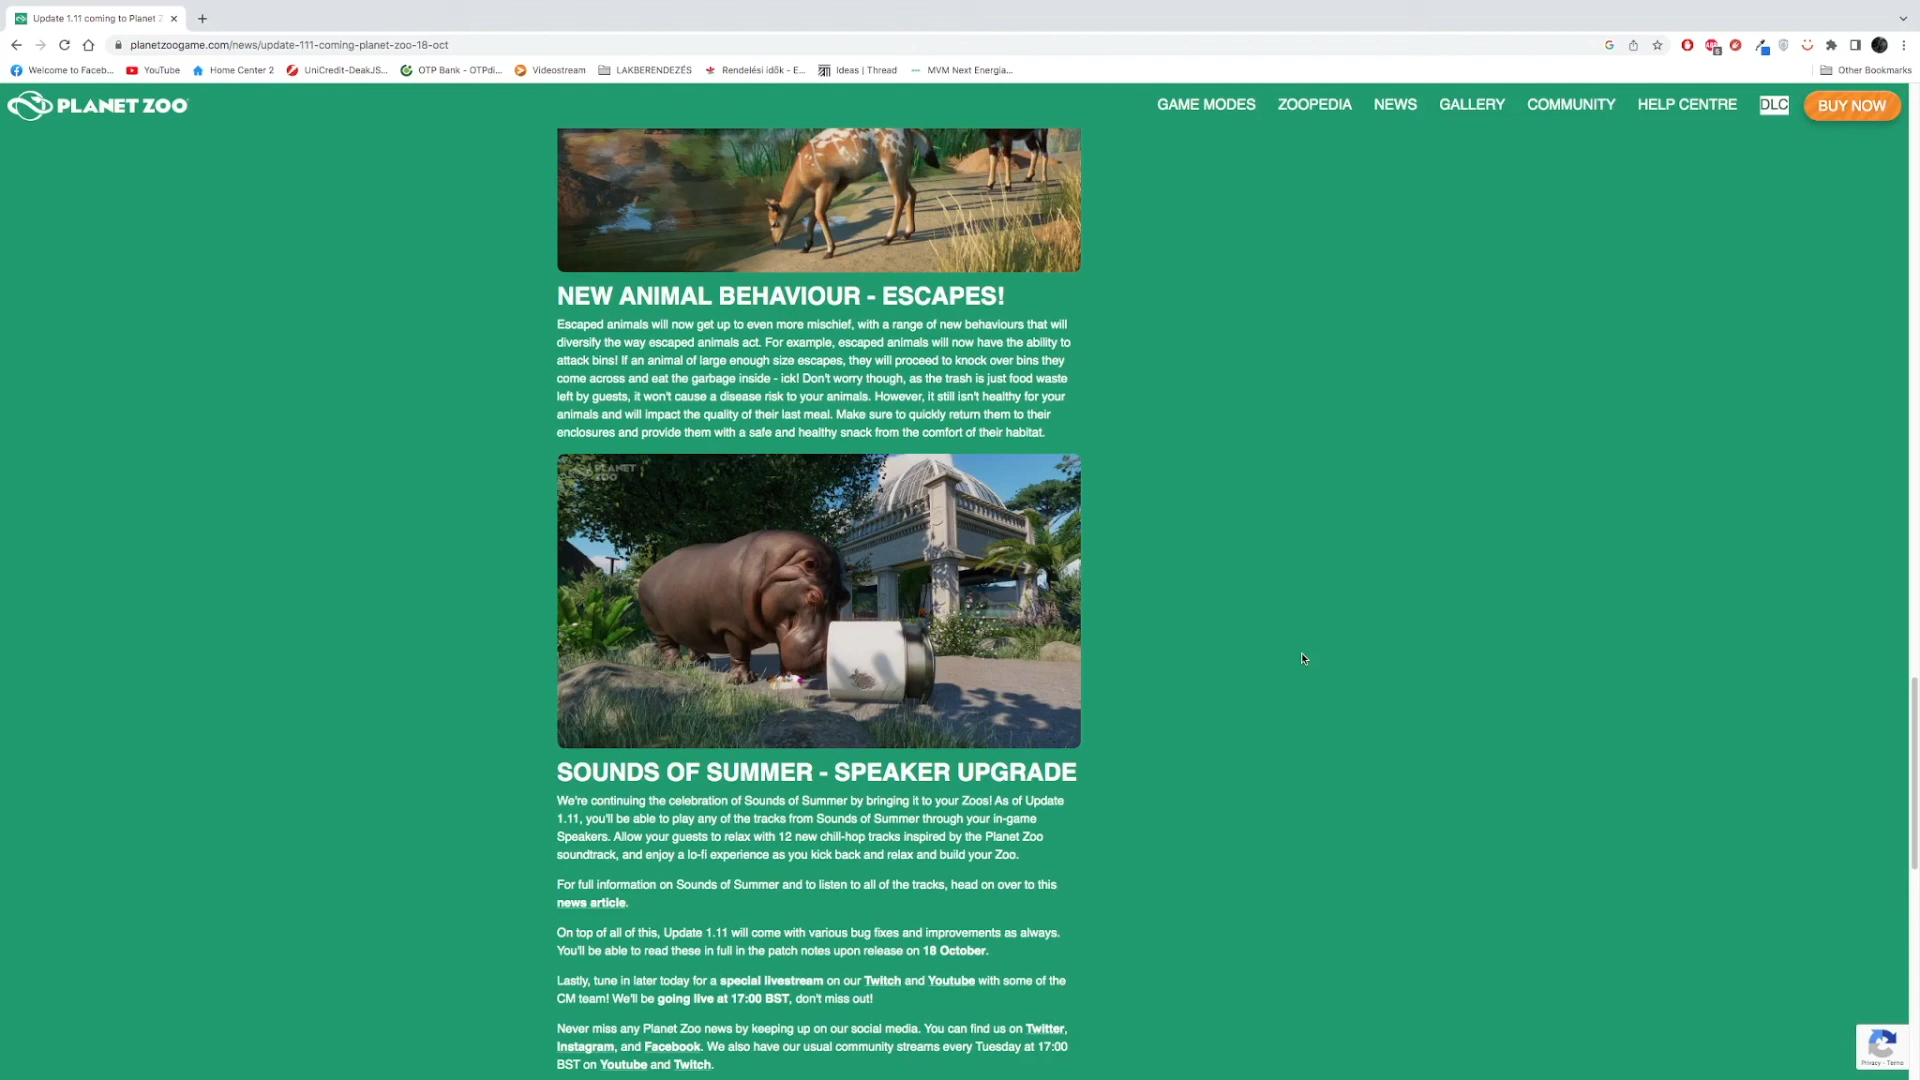 Update 1.11 coming to Planet Z
planetzoogame.com/news/update-111-coming-planet-zoo-18-oct
Welcome to Faceb...
YouTube
Home Center 2
UniCredit-DeakJS...
OTP Bank - OTPdi...
Videostream
LAKBERENDEZÉS
Rendelési idők - E...
Ideas | Thread
MVM Next Energia...
Other Bookmarks
PLANET ZOO
GAME MODES
ZOOPEDIA
NEWS
GALLERY
COMMUNITY
HELP CENTRE
DLC
BUY NOW
NEW ANIMAL BEHAVIOUR - ESCAPES!
Escaped animals will now get up to even more mischief, with a range of new behaviours that will
diversify the way escaped animals act. For example, escaped animals will now have the ability to
attack bins! If an animal of large enough size escapes, they will proceed to knock over bins they
come across and eat the garbage inside - ick! Don't worry though, as the trash is just food waste
left by guests, it won't cause a disease risk to your animals. However, it still isn't healthy for your
animals and will impact the quality of their last meal. Make sure to quickly return them to their
enclosures and provide them with a safe and healthy snack from the comfort of their habitat.
PLANET
ZOO
SOUNDS OF SUMMER - SPEAKER UPGRADE
We're continuing the celebration of Sounds of Summer by bringing it to your Zoos! As of Update
1.11, you'll be able to play any of the tracks from Sounds of Summer through your in-game
Speakers. Allow your guests to relax with 12 new chill-hop tracks inspired by the Planet Zoo
soundtrack, and enjoy a lo-fi experience as you kick back and relax and build your Zoo.
For full information on Sounds of Summer and to listen to all of the tracks, head on over to this
news article.
On top of all of this, Update 1.11 will come with various bug fixes and improvements as always.
You'll be able to read these in full in the patch notes upon release on 18 October.
Lastly, tune in later today for a special livestream on our Twitch and Youtube with some of the
CM team! We'll be going live at 17:00 BST, don't miss out!
Never miss any Planet Zoo news by keeping up on our social media. You can find us on Twitter,
Instagram, and Facebook. We also have our usual community streams every Tuesday at 17:00
BST on Youtube and Twitch.
Privacy - Terms